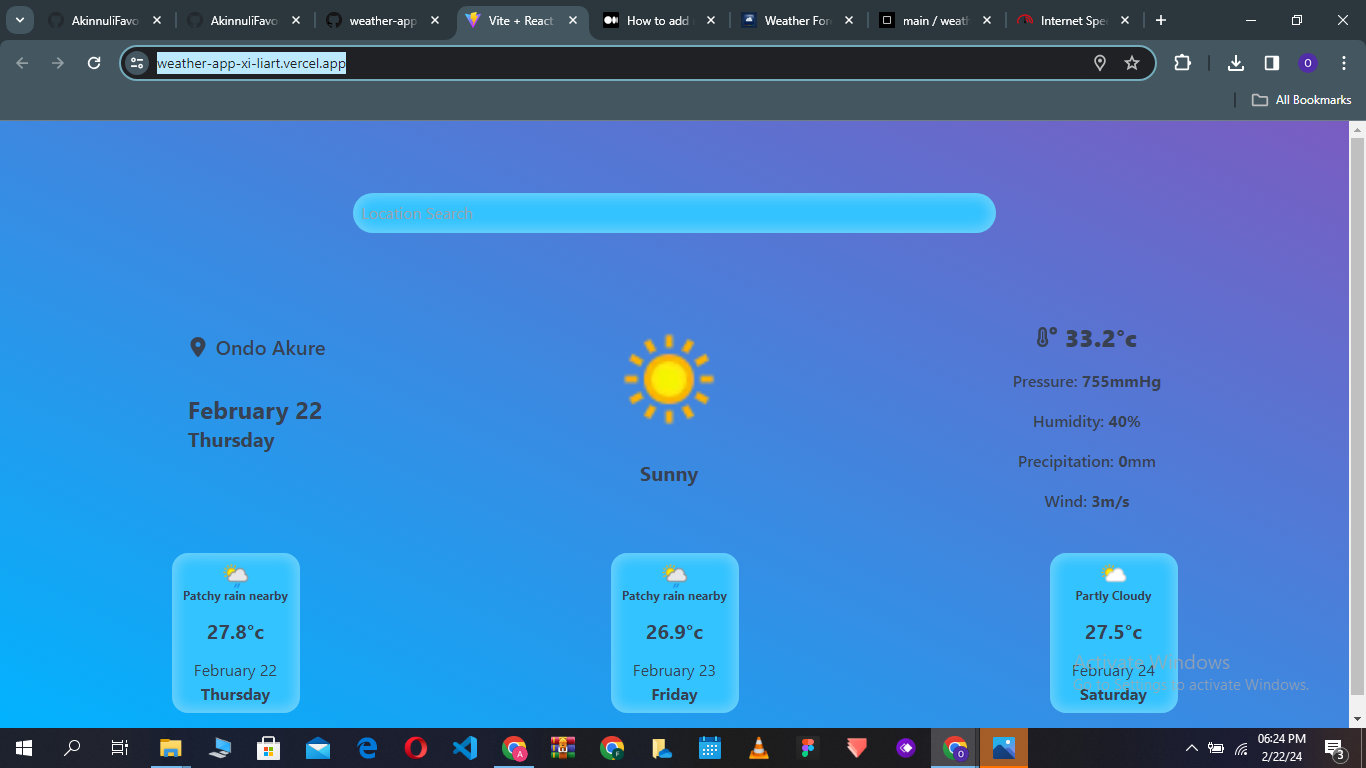 AkinnuliFavo
AkinnuliFavo
weather-app
Vite + React
How to add
Weather For
main / weath
Internet Spe
weather-app-xi-liart.vercel.app
O
All Bookmarks
Location Search
Ondo Akure
February 22
Thursday
Sunny
33.2°c
Pressure: 755mmHg
Humidity: 40%
Precipitation: 0mm
Wind: 3m/s
Patchy rain nearby
27.8°c
February 22
Thursday
Patchy rain nearby
26.9°c
February 23
Friday
Partly Cloudy
27.5°c
February 24
Saturday
Activate Windows
Go to Settings to activate Windows.
06:24 PM
2/22/24
3